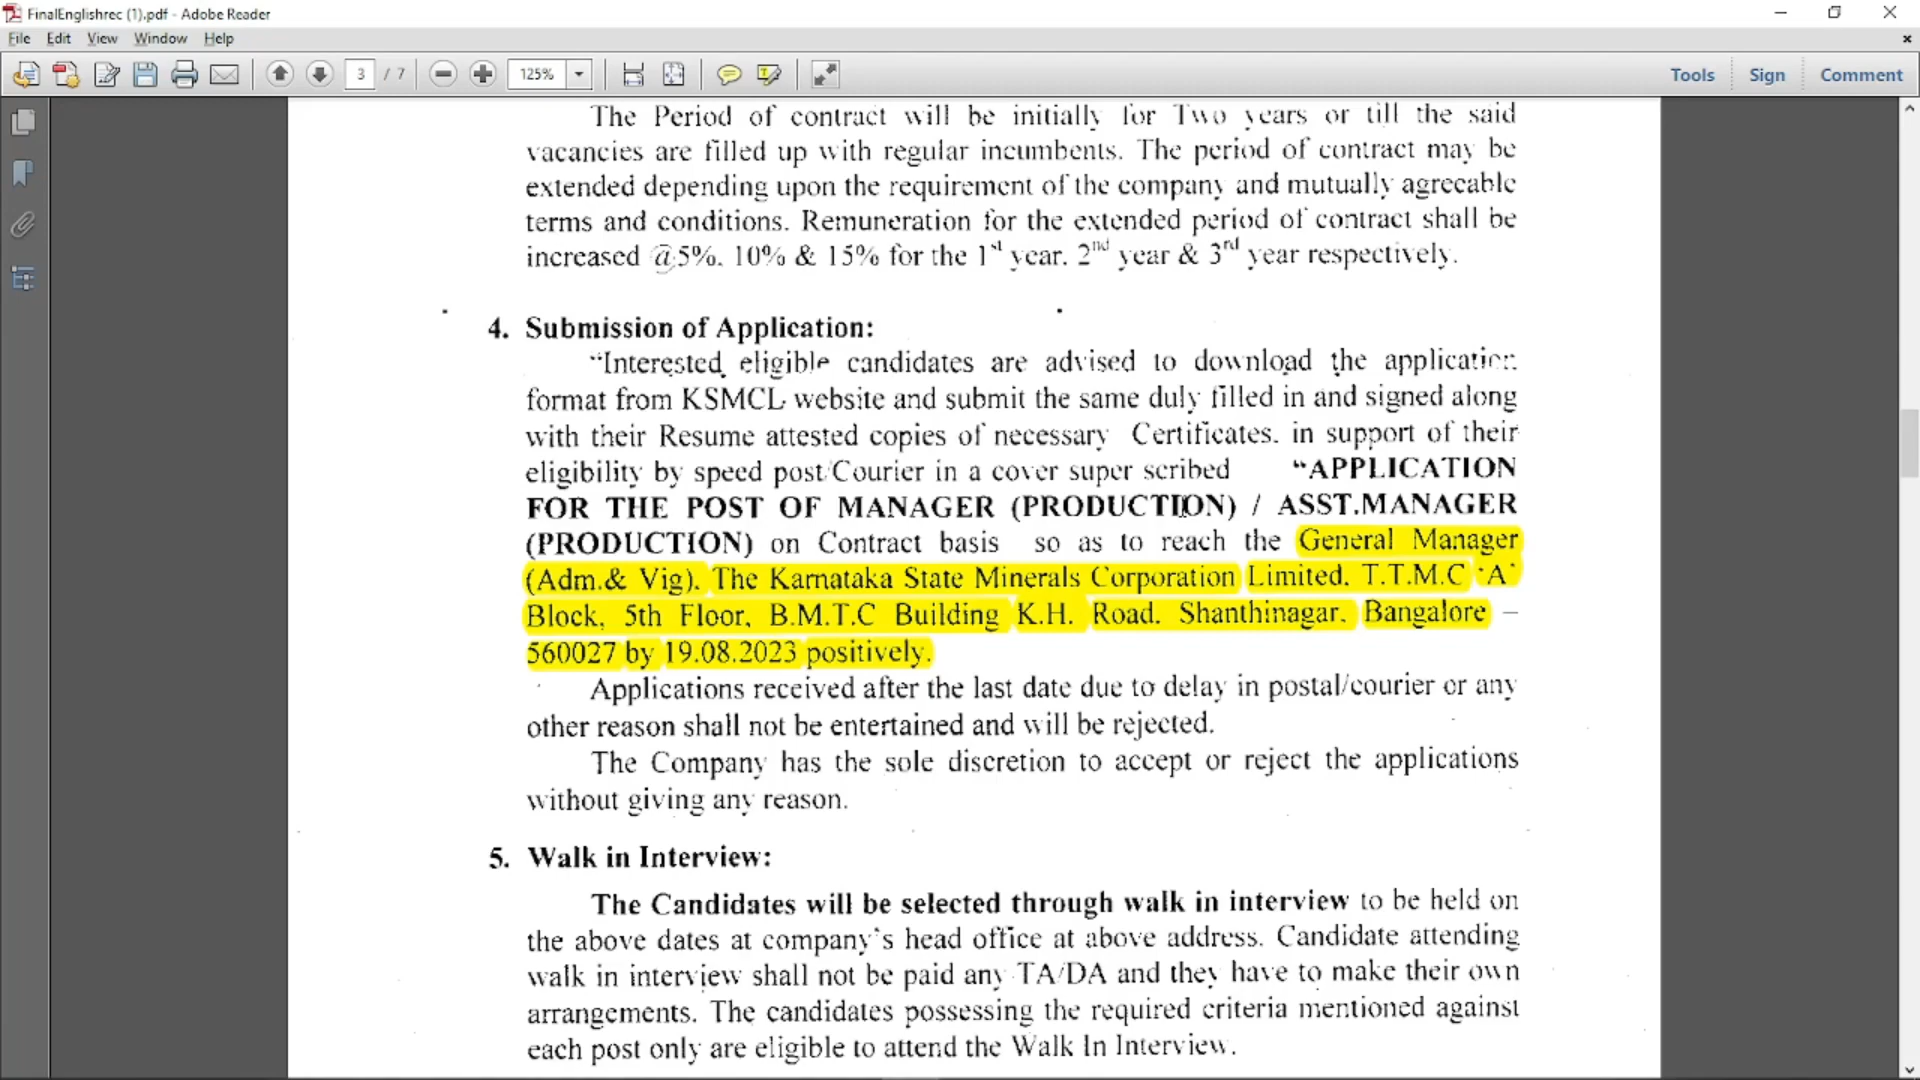 FinalEnglishrec (1).pdf - Adobe Reader
File Edit View Window Help
3 / 7 125% Tools Sign Comment
The Period of contract will be initially for Two years or till the said
vacancies are filled up with regular incumbents. The period of contract may be
extended depending upon the requirement of the company and mutually agreeable
terms and conditions. Remuneration for the extended period of contract shall be
increased @5%. 10% & 15% for the 1st year. 2nd year & 3rd year respectively.
4. Submission of Application:
“Interested eligible candidates are advised to download the application
format from KSMCL website and submit the same duly filled in and signed along
with their Resume attested copies of necessary Certificates. in support of their
eligibility by speed post/Courier in a cover super scribed “APPLICATION
FOR THE POST OF MANAGER (PRODUCTION) / ASST.MANAGER
(PRODUCTION) on Contract basis so as to reach the General Manager
(Adm.& Vig). The Karnataka State Minerals Corporation Limited. T.T.M.C ‘A’
Block, 5th Floor, B.M.T.C Building K.H. Road. Shanthinagar. Bangalore –
560027 by 19.08.2023 positively.
Applications received after the last date due to delay in postal/courier or any
other reason shall not be entertained and will be rejected.
The Company has the sole discretion to accept or reject the applications
without giving any reason.
5. Walk in Interview:
The Candidates will be selected through walk in interview to be held on
the above dates at company’s head office at above address. Candidate attending
walk in interview shall not be paid any TA/DA and they have to make their own
arrangements. The candidates possessing the required criteria mentioned against
each post only are eligible to attend the Walk In Interview.